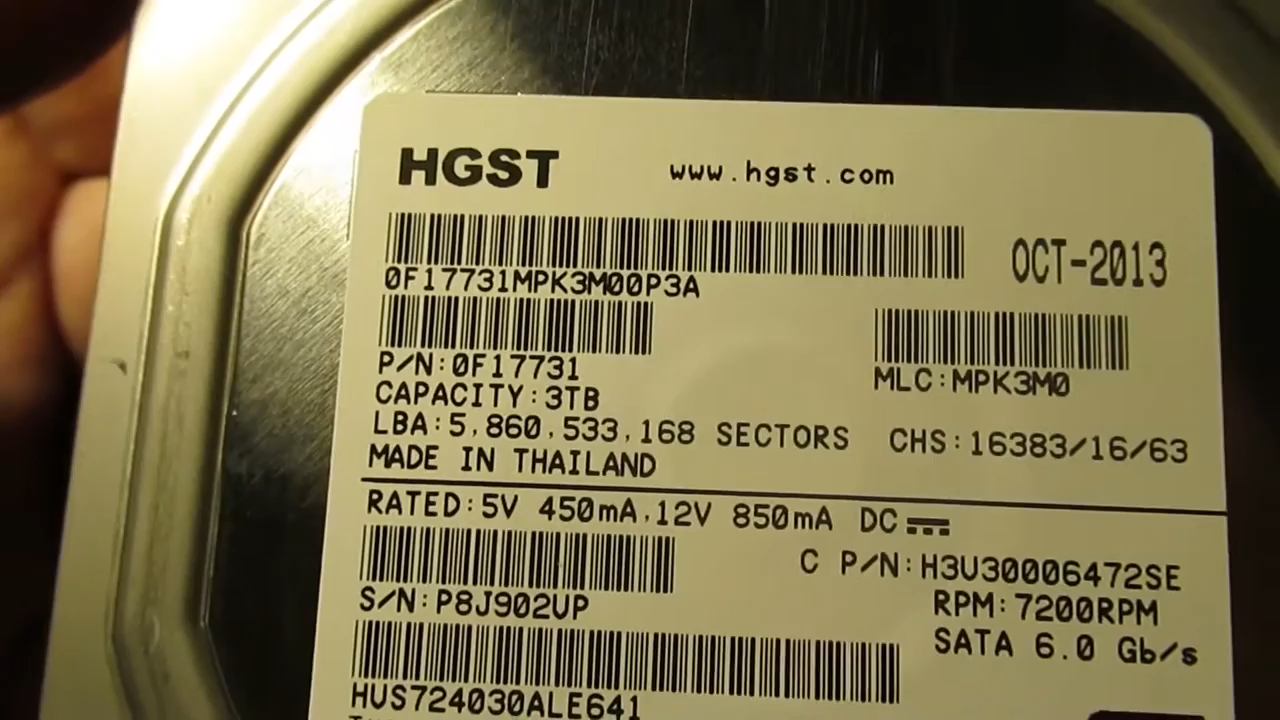 HGST www.hgst.com
OCT-2013
0F17731MPK3M00P3A
P/N:0F17731
MLC:MPK3M0
CAPACITY:3TB
LBA:5,860,533,168 SECTORS CHS:16383/16/63
MADE IN THAILAND
RATED:5V 450mA,12V 850mA DC
C P/N:H3U30006472SE
S/N:P8J902UP
RPM:7200RPM
SATA 6.0 Gb/s
HUS724030ALE641